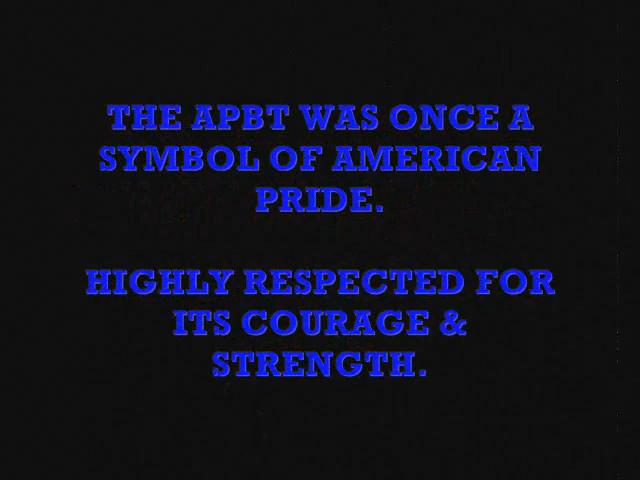 THE APBT WAS ONCE A
SYMBOL OF AMERICAN
PRIDE.
HIGHLY RESPECTED FOR
ITS COURAGE &
STRENGTH.